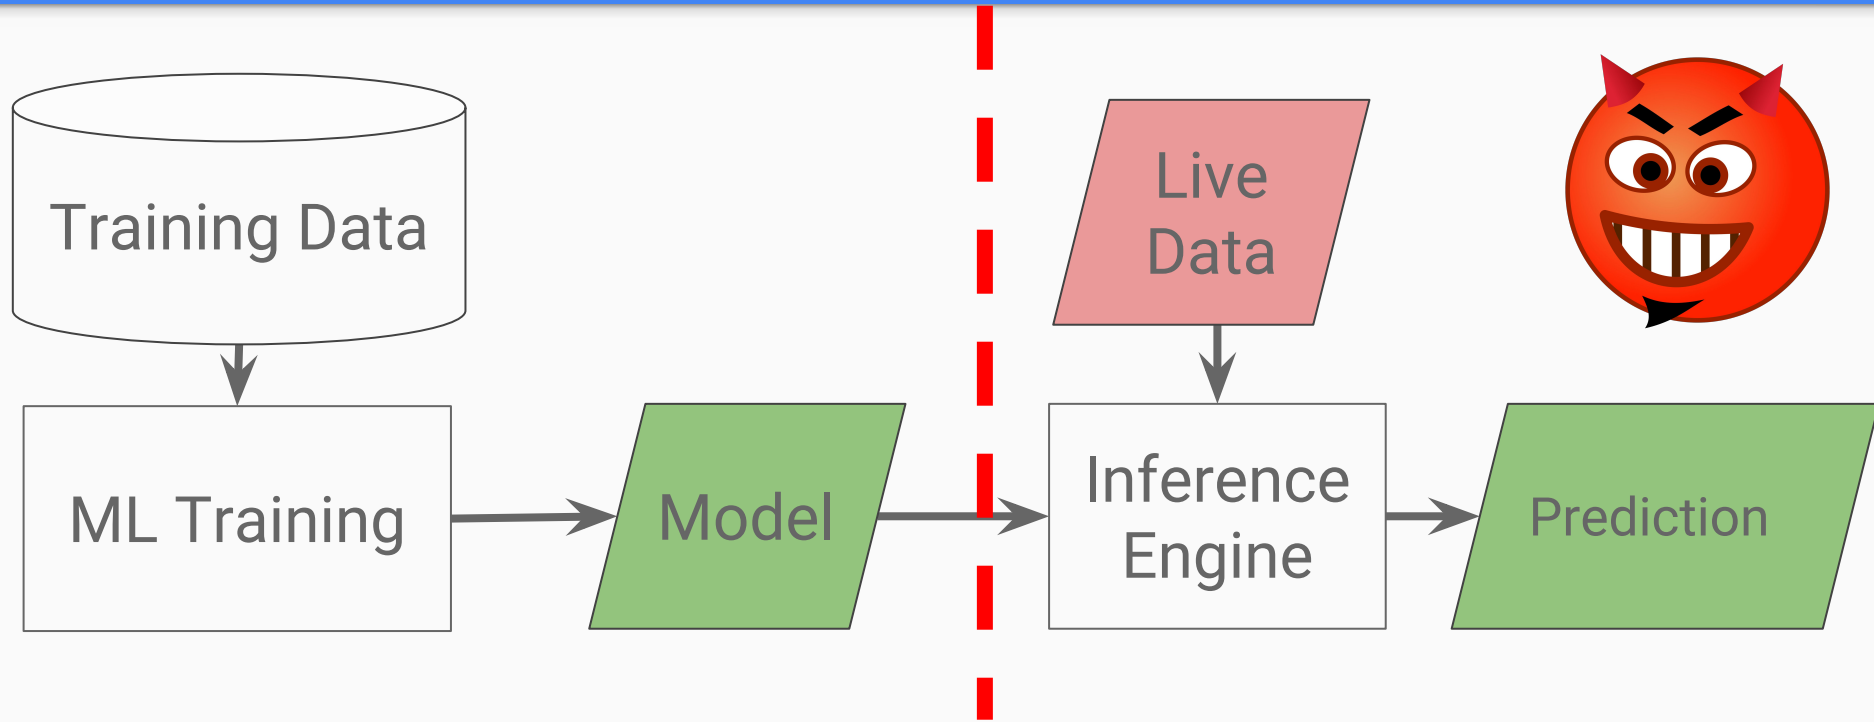 Training Data
Live
Data
ML Training
Model
Inference
Engine
Prediction